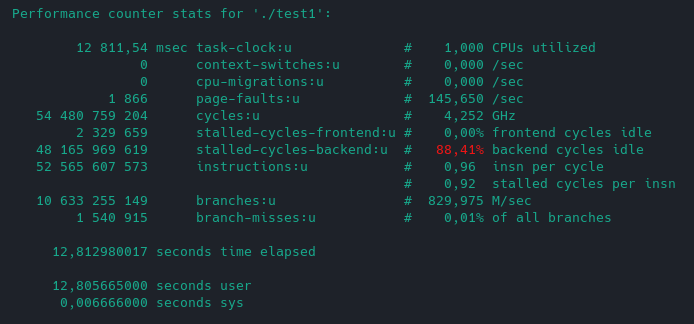 Performance counter stats for './test1':
12 811,54 msec task-clock:u # 1,000 CPUs utilized
0 context-switches:u # 0,000 /sec
0 cpu-migrations:u # 0,000 /sec
1 866 page-faults:u # 145,650 /sec
54 480 759 204 cycles:u # 4,252 GHz
2 329 659 stalled-cycles-frontend:u # 0,00% frontend cycles idle
48 165 969 619 stalled-cycles-backend:u # 88,41% backend cycles idle
52 565 607 573 instructions:u # 0,96 insn per cycle
# 0,92 stalled cycles per insn
10 633 255 149 branches:u # 829,975 M/sec
1 540 915 branch-misses:u # 0,01% of all branches
12,812980017 seconds time elapsed
12,805665000 seconds user
0,006666000 seconds sys